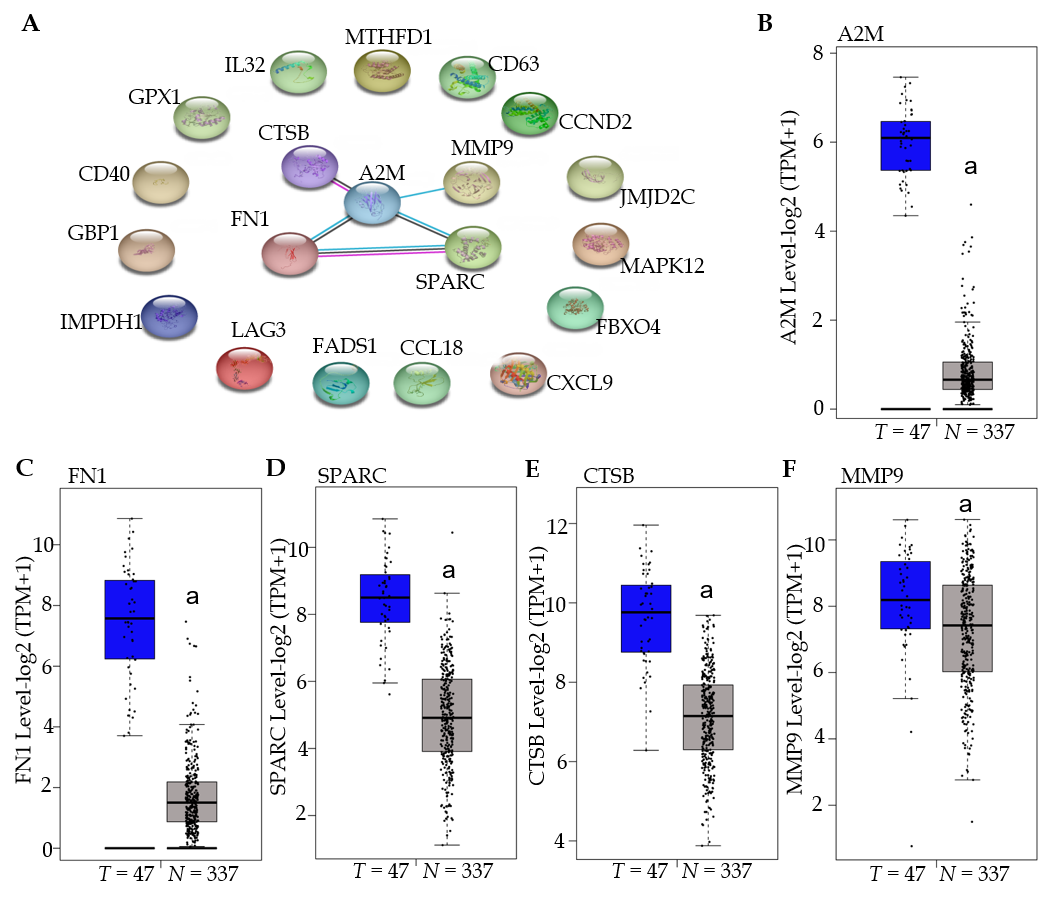 A
MTHFD1
IL32
CD63
GPX1
CCND2
CTSB
MMP9
CD40
A2M
JMJD2C
FN1
GBP1
MAPK12
SPARC
IMPDH1
FBXO4
LAG3
FADS1
CCL18
CXCL9
B
A2M
A2M Level-log2 (TPM+1)
8
6
4
2
0
a
T = 47 N = 337
C
FN1
FN1 Level-log2 (TPM+1)
10
8
6
4
2
0
a
T = 47 N = 337
D
SPARC
SPARC Level-log2 (TPM+1)
10
8
6
4
2
a
T = 47 N = 337
E
CTSB
CTSB Level-log2 (TPM+1)
12
10
8
6
4
a
T = 47 N = 337
F
MMP9
MMP9 Level-log2 (TPM+1)
10
8
6
4
2
a
T = 47 N = 337